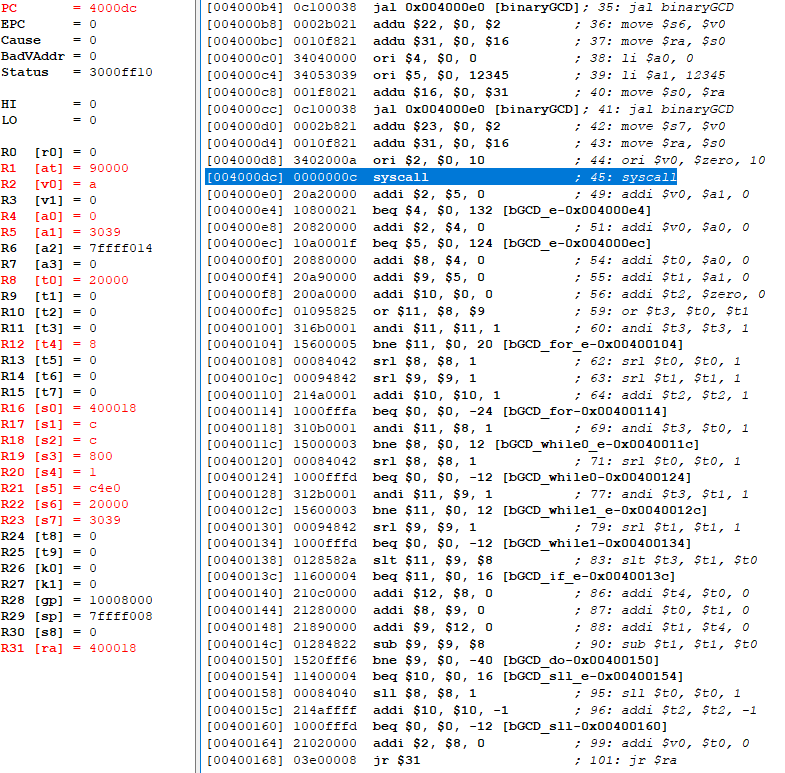 PC = 4000dc
EPC = 0
Cause = 0
BadVAddr = 0
Status = 3000ff10
HI = 0
LO = 0
R0 [r0] = 0
R1 [at] = 90000
R2 [v0] = a
R3 [v1] = 0
R4 [a0] = 0
R5 [a1] = 3039
R6 [a2] = 7ffff014
R7 [a3] = 0
R8 [t0] = 20000
R9 [t1] = 0
R10 [t2] = 0
R11 [t3] = 0
R12 [t4] = 8
R13 [t5] = 0
R14 [t6] = 0
R15 [t7] = 0
R16 [s0] = 400018
R17 [s1] = c
R18 [s2] = c
R19 [s3] = 800
R20 [s4] = 1
R21 [s5] = c4e0
R22 [s6] = 20000
R23 [s7] = 3039
R24 [t8] = 0
R25 [t9] = 0
R26 [k0] = 0
R27 [k1] = 0
R28 [gp] = 10008000
R29 [sp] = 7ffff008
R30 [s8] = 0
R31 [ra] = 400018
[004000b4] 0c100038 jal 0x004000e0 [binaryGCD]; 35: jal binaryGCD
[004000b8] 0002b021 addu $22, $0, $2 ; 36: move $s6, $v0
[004000bc] 0010f821 addu $31, $0, $16 ; 37: move $ra, $s0
[004000c0] 34040000 ori $4, $0, 0 ; 38: li $a0, 0
[004000c4] 34053039 ori $5, $0, 12345 ; 39: li $a1, 12345
[004000c8] 001f8021 addu $16, $0, $31 ; 40: move $s0, $ra
[004000cc] 0c100038 jal 0x004000e0 [binaryGCD]; 41: jal binaryGCD
[004000d0] 0002b821 addu $23, $0, $2 ; 42: move $s7, $v0
[004000d4] 0010f821 addu $31, $0, $16 ; 43: move $ra, $s0
[004000d8] 3402000a ori $2, $0, 10 ; 44: ori $v0, $zero, 10
[004000dc] 0000000c syscall ; 45: syscall
[004000e0] 20a20000 addi $2, $5, 0 ; 49: addi $v0, $a1, 0
[004000e4] 10800021 beq $4, $0, 132 [bGCD_e-0x004000e4]
[004000e8] 20820000 addi $2, $4, 0 ; 51: addi $v0, $a0, 0
[004000ec] 10a0001f beq $5, $0, 124 [bGCD_e-0x004000ec]
[004000f0] 20880000 addi $8, $4, 0 ; 54: addi $t0, $a0, 0
[004000f4] 20a90000 addi $9, $5, 0 ; 55: addi $t1, $a1, 0
[004000f8] 200a0000 addi $10, $0, 0 ; 56: addi $t2, $zero, 0
[004000fc] 01095825 or $11, $8, $9 ; 59: or $t3, $t0, $t1
[00400100] 316b0001 andi $11, $11, 1 ; 60: andi $t3, $t3, 1
[00400104] 15600005 bne $11, $0, 20 [bGCD_for_e-0x00400104]
[00400108] 00084042 srl $8, $8, 1 ; 62: srl $t0, $t0, 1
[0040010c] 00094842 srl $9, $9, 1 ; 63: srl $t1, $t1, 1
[00400110] 214a0001 addi $10, $10, 1 ; 64: addi $t2, $t2, 1
[00400114] 1000fffa beq $0, $0, -24 [bGCD_for-0x00400114]
[00400118] 310b0001 andi $11, $8, 1 ; 69: andi $t3, $t0, 1
[0040011c] 15000003 bne $8, $0, 12 [bGCD_while0_e-0x0040011c]
[00400120] 00084042 srl $8, $8, 1 ; 71: srl $t0, $t0, 1
[00400124] 1000fffd beq $0, $0, -12 [bGCD_while0-0x00400124]
[00400128] 312b0001 andi $11, $9, 1 ; 77: andi $t3, $t1, 1
[0040012c] 15600003 bne $11, $0, 12 [bGCD_while1_e-0x0040012c]
[00400130] 00094842 srl $9, $9, 1 ; 79: srl $t1, $t1, 1
[00400134] 1000fffd beq $0, $0, -12 [bGCD_while1-0x00400134]
[00400138] 0128582a slt $11, $9, $8 ; 83: slt $t3, $t1, $t0
[0040013c] 11600004 beq $11, $0, 16 [bGCD_if_e-0x0040013c]
[00400140] 210c0000 addi $12, $8, 0 ; 86: addi $t4, $t0, 0
[00400144] 21280000 addi $8, $9, 0 ; 87: addi $t0, $t1, 0
[00400148] 21890000 addi $9, $12, 0 ; 88: addi $t1, $t4, 0
[0040014c] 01284822 sub $9, $9, $8 ; 90: sub $t1, $t1, $t0
[00400150] 1520fff6 bne $9, $0, -40 [bGCD_do-0x00400150]
[00400154] 11400004 beq $10, $0, 16 [bGCD_sll_e-0x00400154]
[00400158] 00084040 sll $8, $8, 1 ; 95: sll $t0, $t0, 1
[0040015c] 214affff addi $10, $10, -1 ; 96: addi $t2, $t2, -1
[00400160] 1000fffd beq $0, $0, -12 [bGCD_sll-0x00400160]
[00400164] 21020000 addi $2, $8, 0 ; 99: addi $v0, $t0, 0
[00400168] 03e00008 jr $31 ; 101: jr $ra